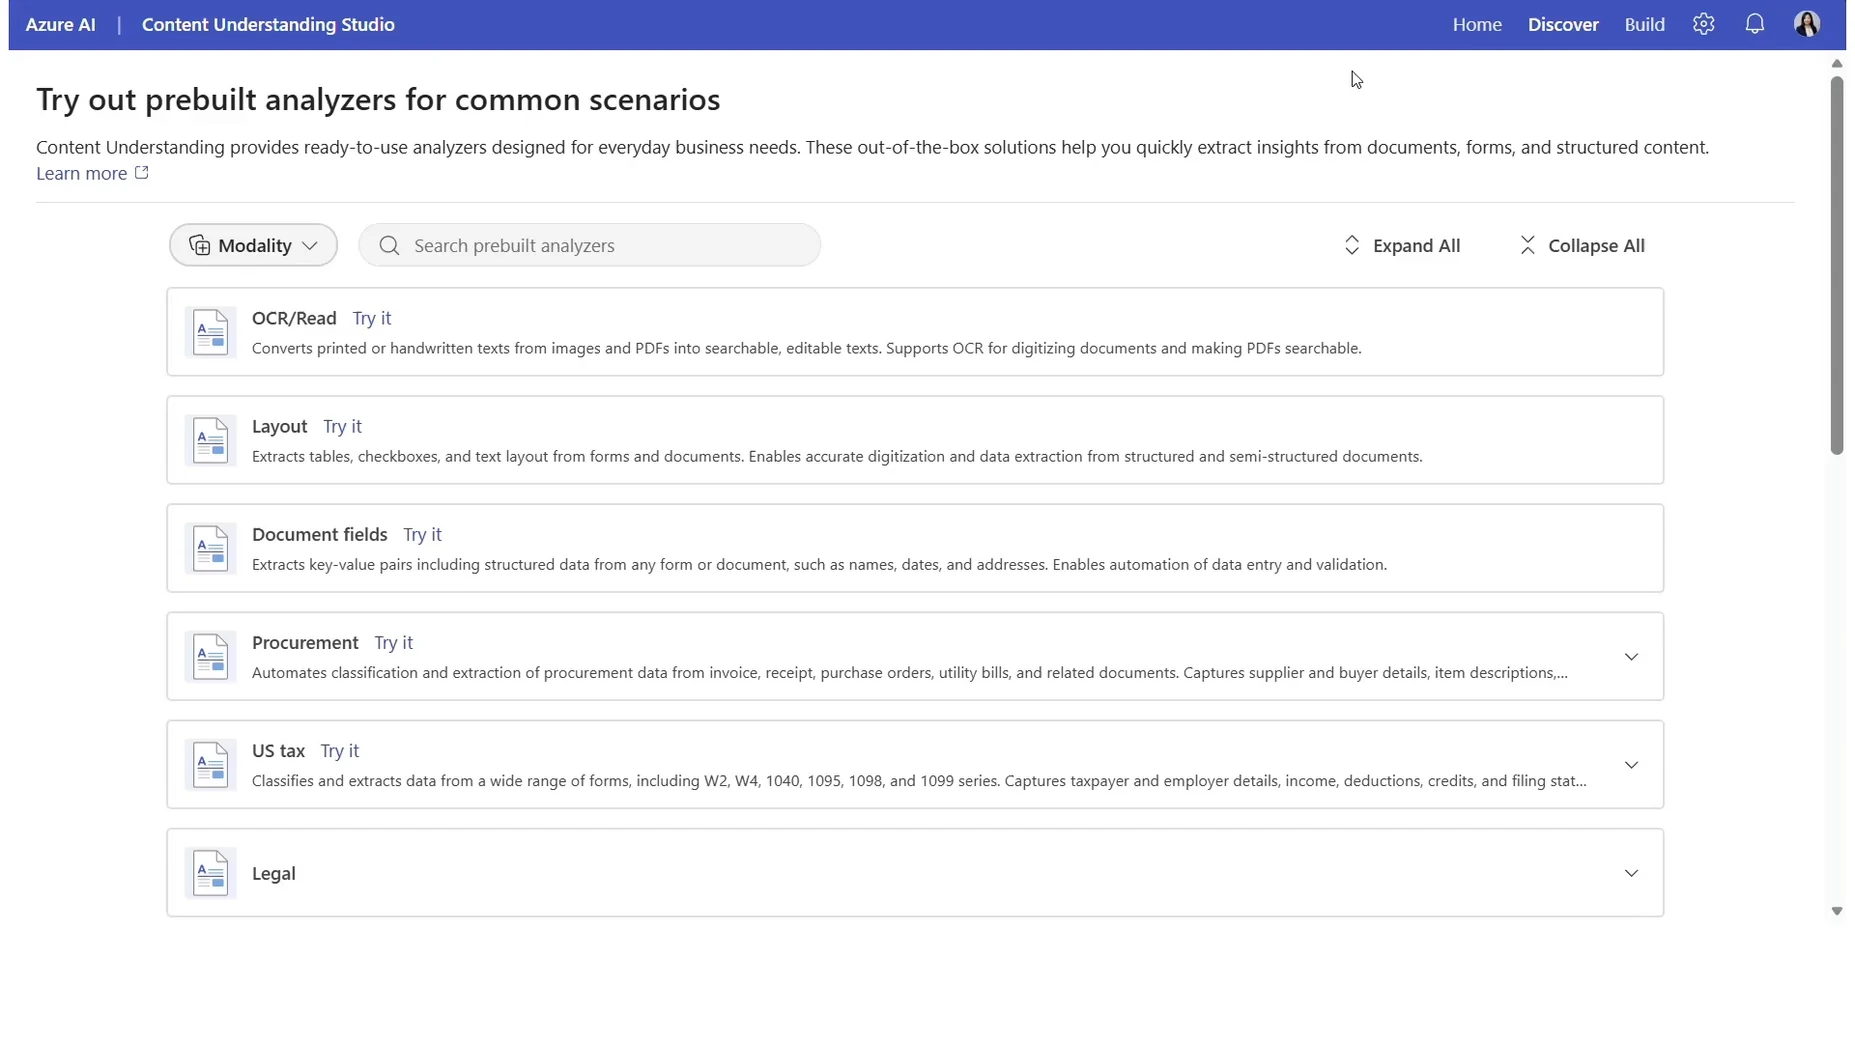 Azure AI | Content Understanding Studio Home Discover Build
Try out prebuilt analyzers for common scenarios
Content Understanding provides ready-to-use analyzers designed for everyday business needs. These out-of-the-box solutions help you quickly extract insights from documents, forms, and structured content.
Learn more
Modality Search prebuilt analyzers Expand All Collapse All
OCR/Read Try it
Converts printed or handwritten texts from images and PDFs into searchable, editable texts. Supports OCR for digitizing documents and making PDFs searchable.
Layout Try it
Extracts tables, checkboxes, and text layout from forms and documents. Enables accurate digitization and data extraction from structured and semi-structured documents.
Document fields Try it
Extracts key-value pairs including structured data from any form or document, such as names, dates, and addresses. Enables automation of data entry and validation.
Procurement Try it
Automates classification and extraction of procurement data from invoice, receipt, purchase orders, utility bills, and related documents. Captures supplier and buyer details, item descriptions,...
US tax Try it
Classifies and extracts data from a wide range of forms, including W2, W4, 1040, 1095, 1098, and 1099 series. Captures taxpayer and employer details, income, deductions, credits, and filing stat...
Legal